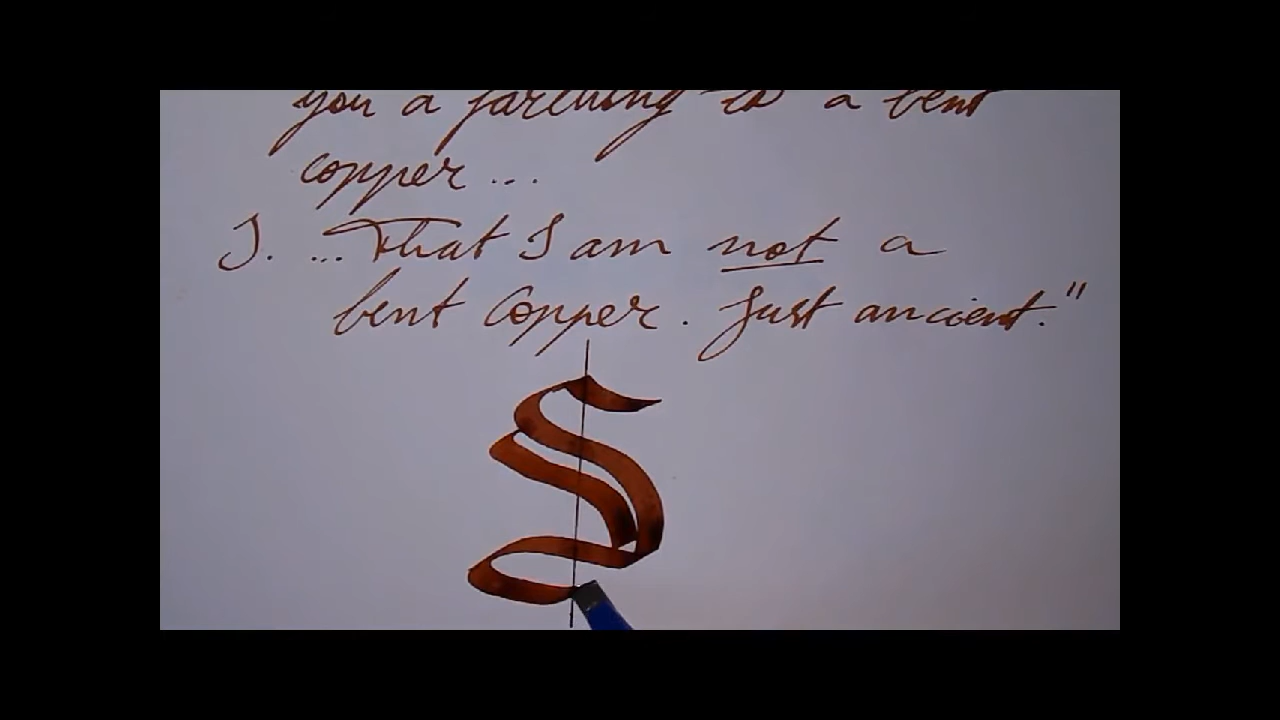 you a farthing to a bent
copper...
J. ...That I am not a
bent Copper. Just ancient."
S